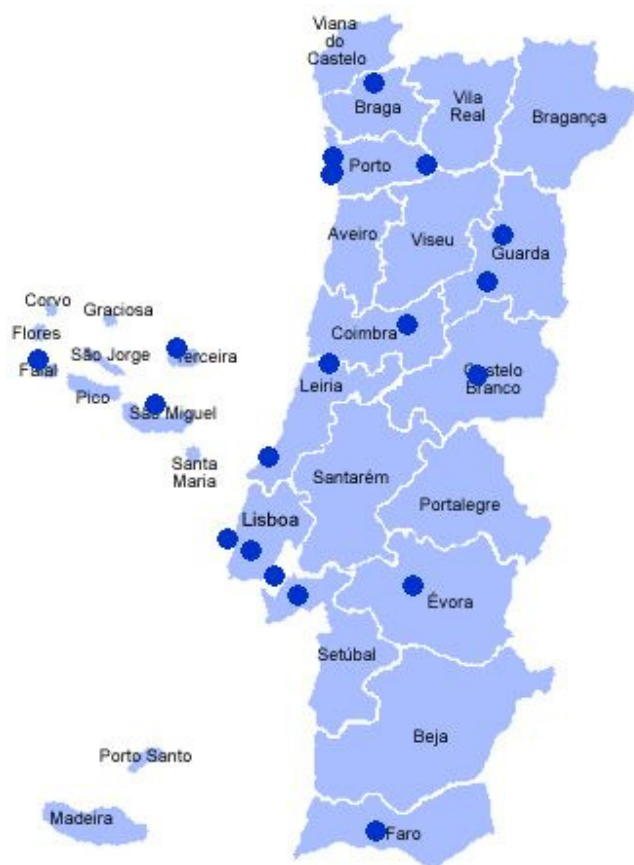 Viana
do
Castelo
Braga
Vila
Real
Bragança
Porto
Aveiro
Viseu
Guarda
Corvo
Graciosa
Flores
Coimbra
São Jorge
Terceira
Faial
Castelo
Branco
Leiria
Pico
São Miguel
Santa
Maria
Santarém
Portalegre
Lisboa
Évora
Setúbal
Beja
Porto Santo
Madeira
Faro